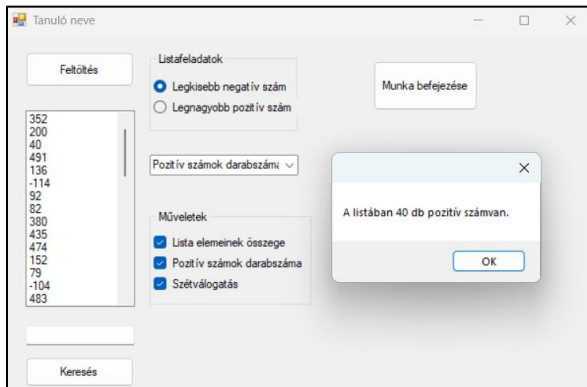 Tanuló neve
Feltöltés
352
200
40
491
136
-114
92
82
380
435
474
152
79
-104
483
Keresés
Listafeladatok
Legkisebb negatív szám
Legnagyobb pozitív szám
Pozitív számok darabszáma
Műveletek
Lista elemeinek összege
Pozitív számok darabszáma
Szétválogatás
Munka befejezése
A listában 40 db pozitív számvan.
OK